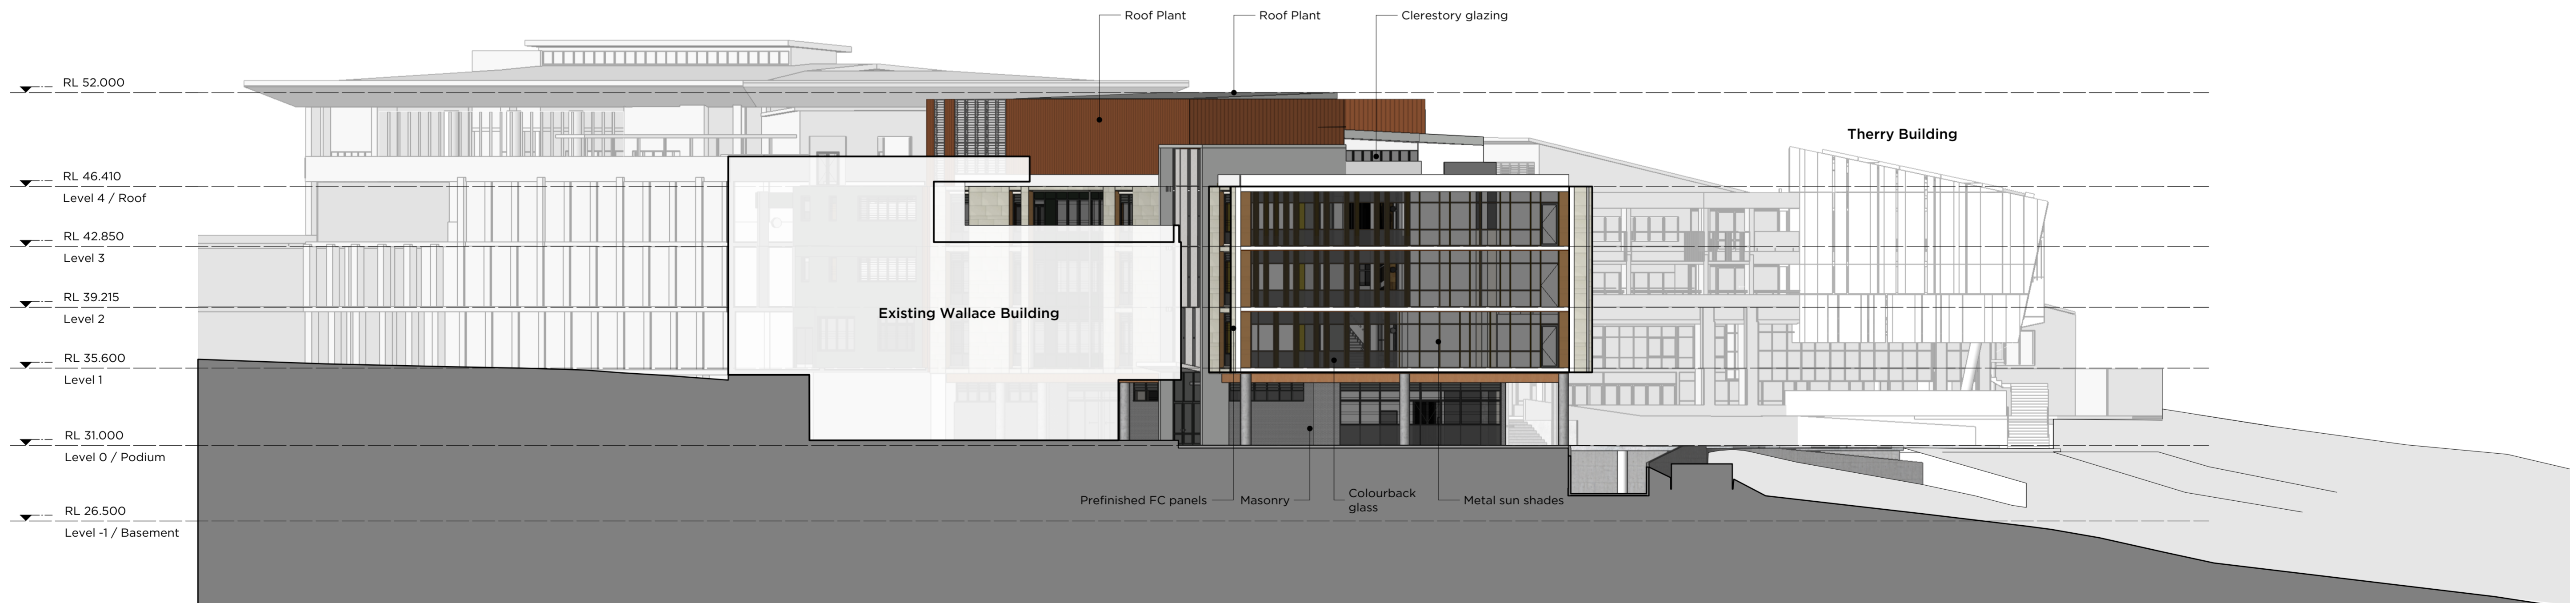 Roof Plant
Roof Plant
Clerestory glazing
RL 52.000
Therry Building
RL 46.410
Level 4 / Roof
RL 42.850
Level 3
RL 39.215
Level 2
Existing Wallace Building
RL 35.600
Level 1
RL 31.000
Level 0 / Podium
Prefinished FC panels
Masonry
Colourback
glass
Metal sun shades
RL 26.500
Level -1 / Basement